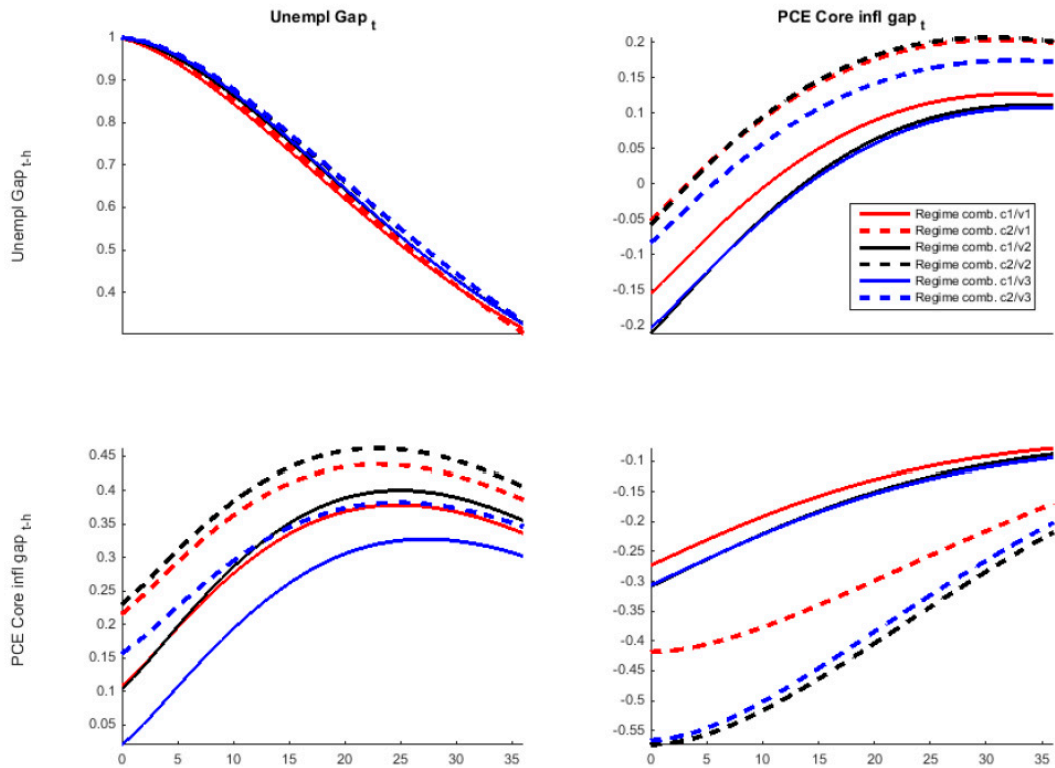 Unempl Gap t
PCE Core infl gap t
Unempl Gap t-h
1
0.9
0.8
0.7
0.6
0.5
0.4
0.2
0.15
0.1
0.05
0
-0.05
-0.1
-0.15
-0.2
Regime comb. c1/v1
Regime comb. c2/v1
Regime comb. c1/v2
Regime comb. c2/v2
Regime comb. c1/v3
Regime comb. c2/v3
PCE Core infl gap t-h
0.45
0.4
0.35
0.3
0.25
0.2
0.15
0.1
0.05
0 5 10 15 20 25 30 35
-0.1
-0.15
-0.2
-0.25
-0.3
-0.35
-0.4
-0.45
-0.5
-0.55
0 5 10 15 20 25 30 35